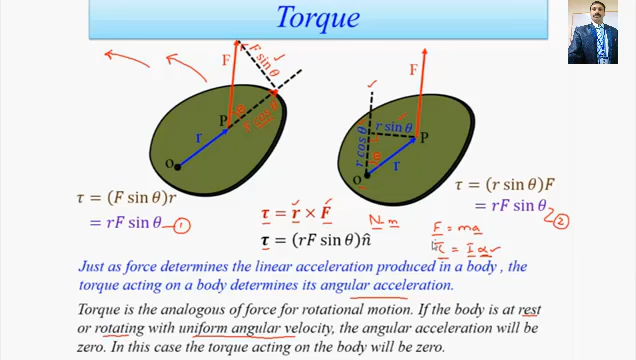 Torque
F
F sin θ
θ
P
r cos θ
r
O
F
r sin θ
P
r cos θ
θ
r
O
τ = (F sin θ)r
= rF sin θ — 1
τ = r × F
τ = (rF sin θ) n̂
N m
τ = (r sin θ)F
= rF sin θ 2
F = ma
τ = I α
Just as force determines the linear acceleration produced in a body, the
torque acting on a body determines its angular acceleration.
Torque is the analogous of force for rotational motion. If the body is at rest
or rotating with uniform angular velocity, the angular acceleration will be
zero. In this case the torque acting on the body will be zero.